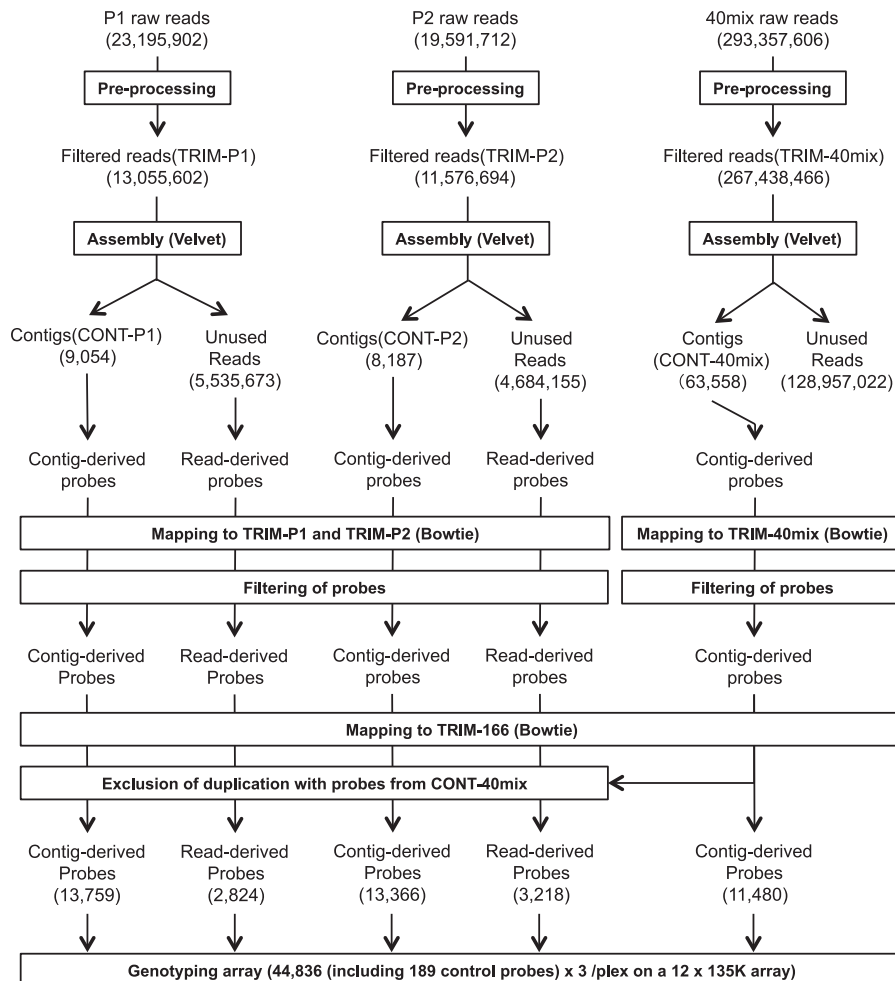 P1 raw reads
(23,195,902)
P2 raw reads
(19,591,712)
40mix raw reads
(293,357,606)
Pre-processing
Pre-processing
Pre-processing
Filtered reads(TRIM-P1)
(13,055,602)
Filtered reads(TRIM-P2)
(11,576,694)
Filtered reads(TRIM-40mix)
(267,438,466)
Assembly (Velvet)
Assembly (Velvet)
Assembly (Velvet)
Contigs(CONT-P1)
(9,054)
Unused
Reads
(5,535,673)
Contigs(CONT-P2)
(8,187)
Unused
Reads
(4,684,155)
Contigs
(CONT-40mix)
(63,558)
Unused
Reads
(128,957,022)
Contig-derived
probes
Read-derived
probes
Contig-derived
probes
Read-derived
probes
Contig-derived
probes
Mapping to TRIM-P1 and TRIM-P2 (Bowtie)
Mapping to TRIM-40mix (Bowtie)
Filtering of probes
Filtering of probes
Contig-derived
Probes
Read-derived
Probes
Contig-derived
probes
Read-derived
probes
Contig-derived
probes
Mapping to TRIM-166 (Bowtie)
Exclusion of duplication with probes from CONT-40mix
Contig-derived
Probes
(13,759)
Read-derived
Probes
(2,824)
Contig-derived
Probes
(13,366)
Read-derived
Probes
(3,218)
Contig-derived
Probes
(11,480)
Genotyping array (44,836 (including 189 control probes) x 3 /plex on a 12 x 135K array)